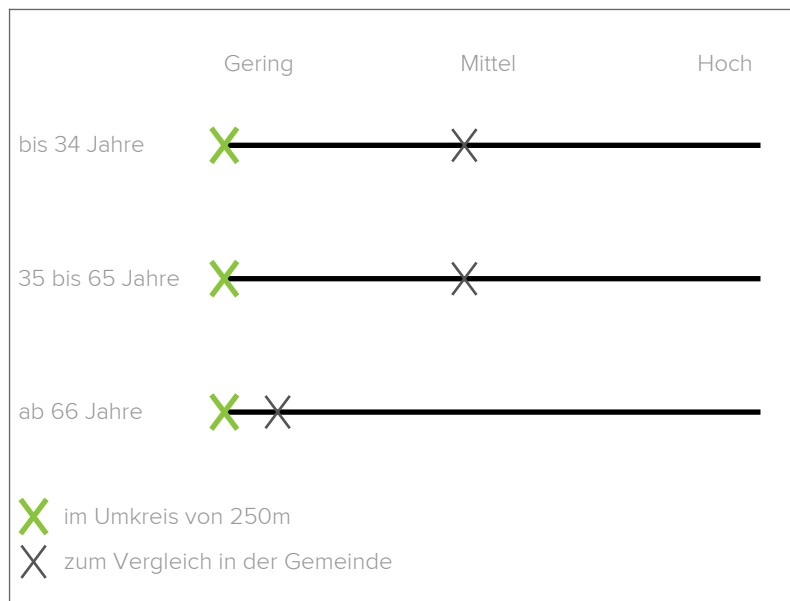 Gering Mittel Hoch
bis 34 Jahre
35 bis 65 Jahre
ab 66 Jahre
im Umkreis von 250m
zum Vergleich in der Gemeinde